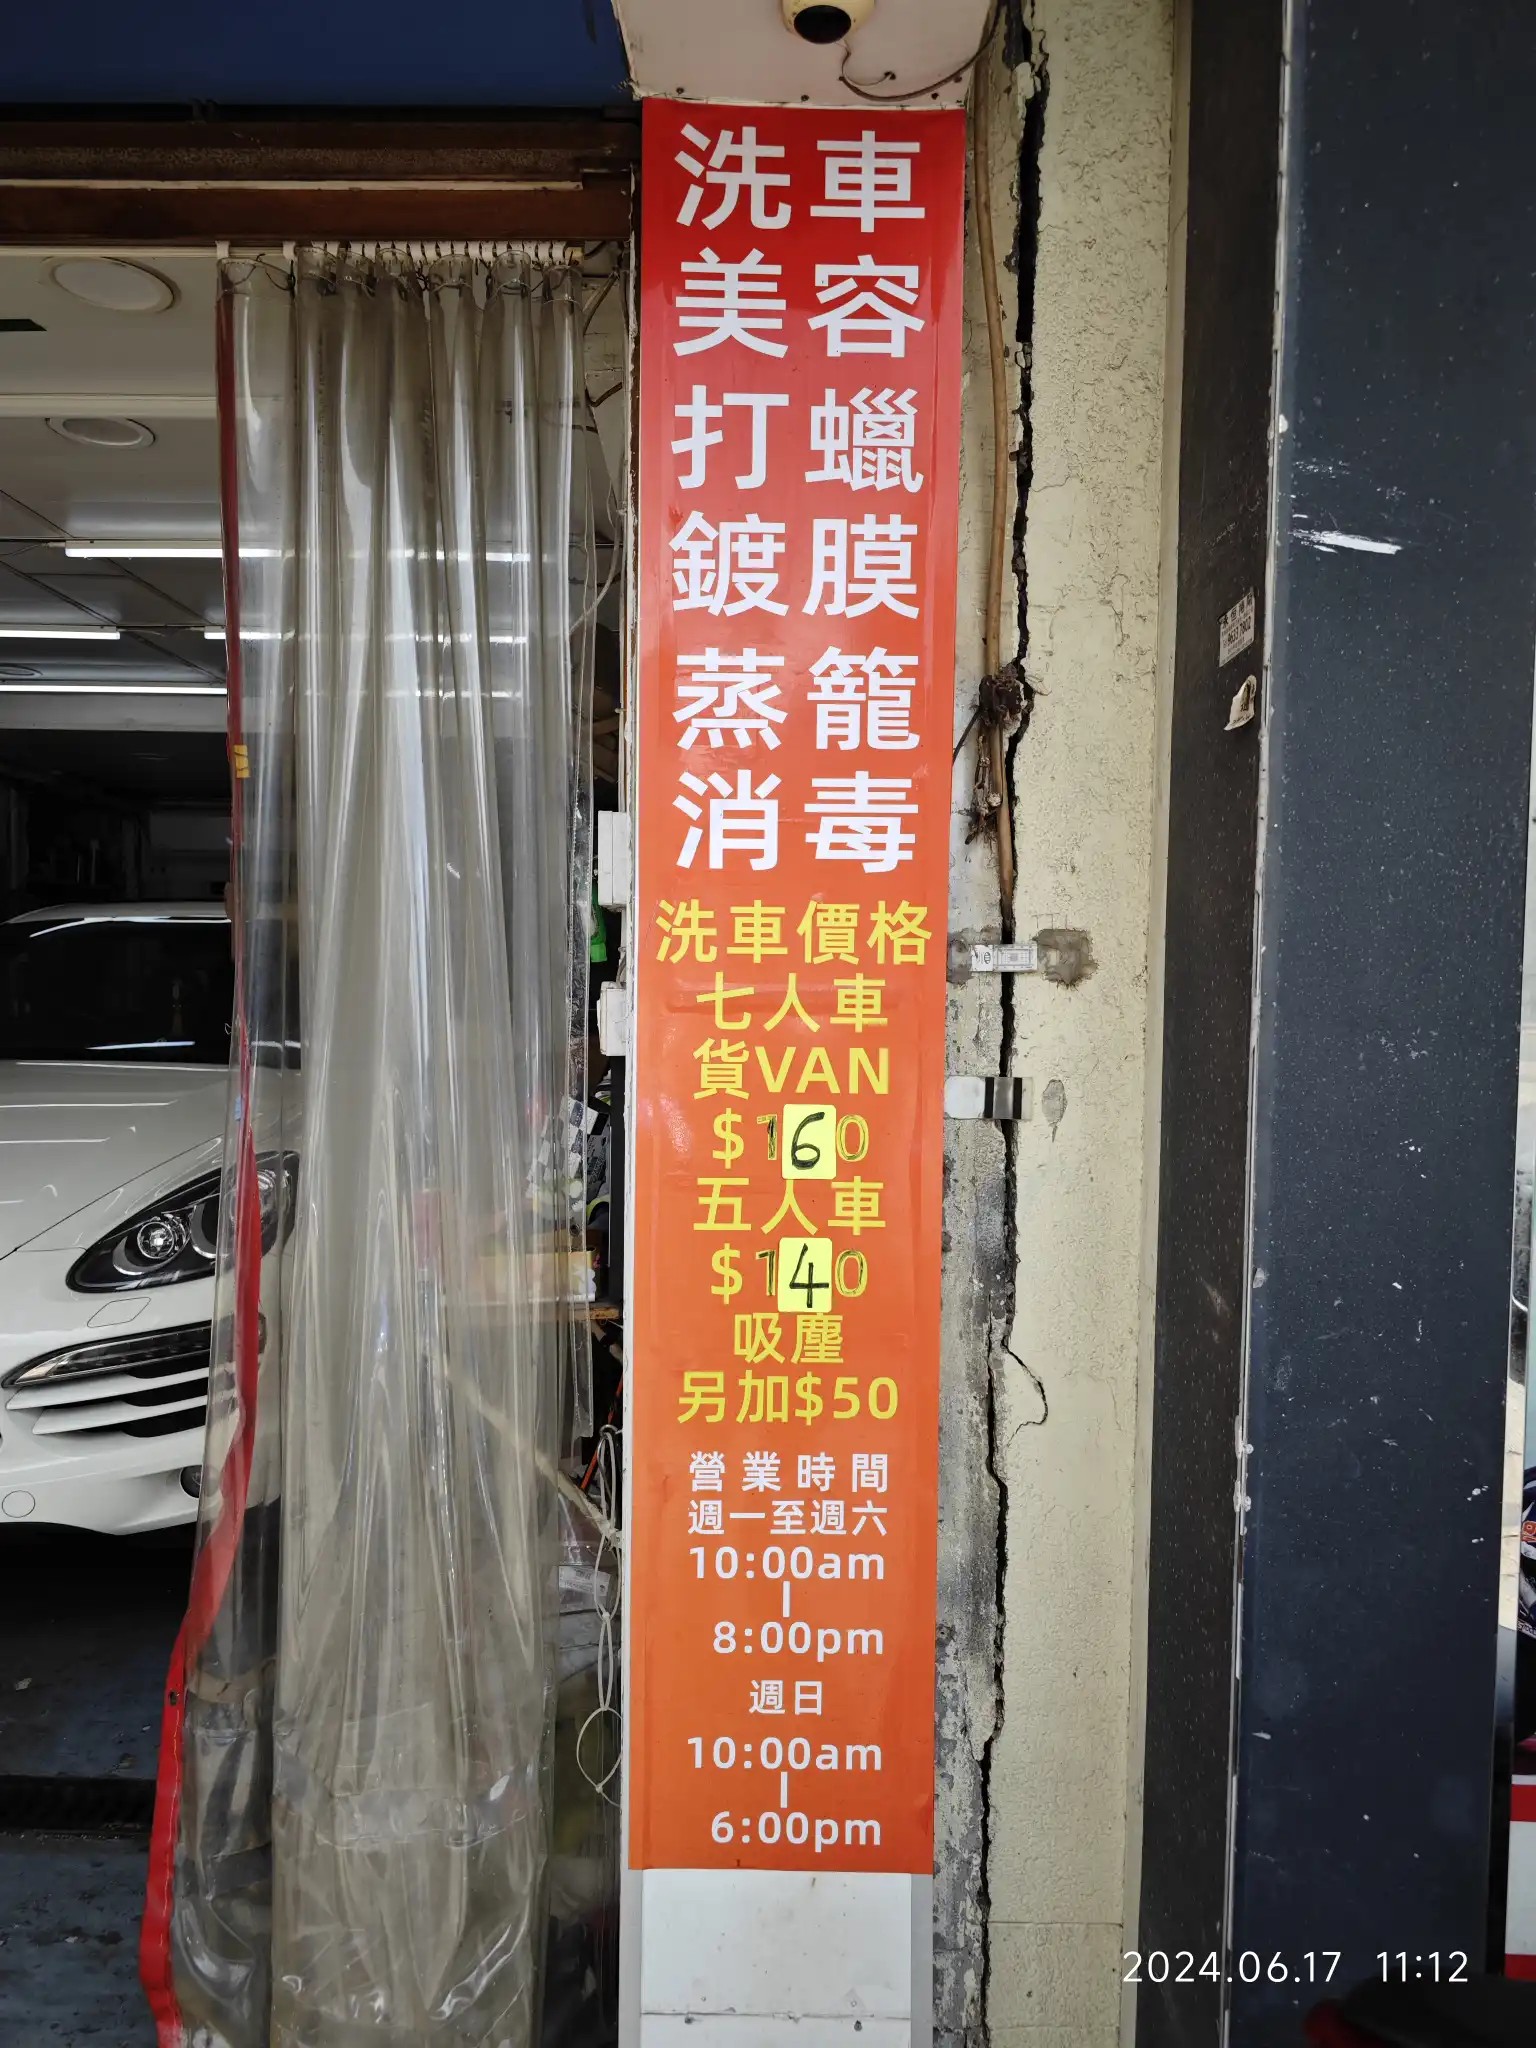 洗車
美容
打蠟
鍍膜
蒸籠
消毒
洗車價格
七人車
貨VAN
$160
五人車
$140
吸塵
另加$50
營業時間
週一至週六
10:00am
|
8:00pm
週日
10:00am
|
6:00pm
2024.06.17 11:12